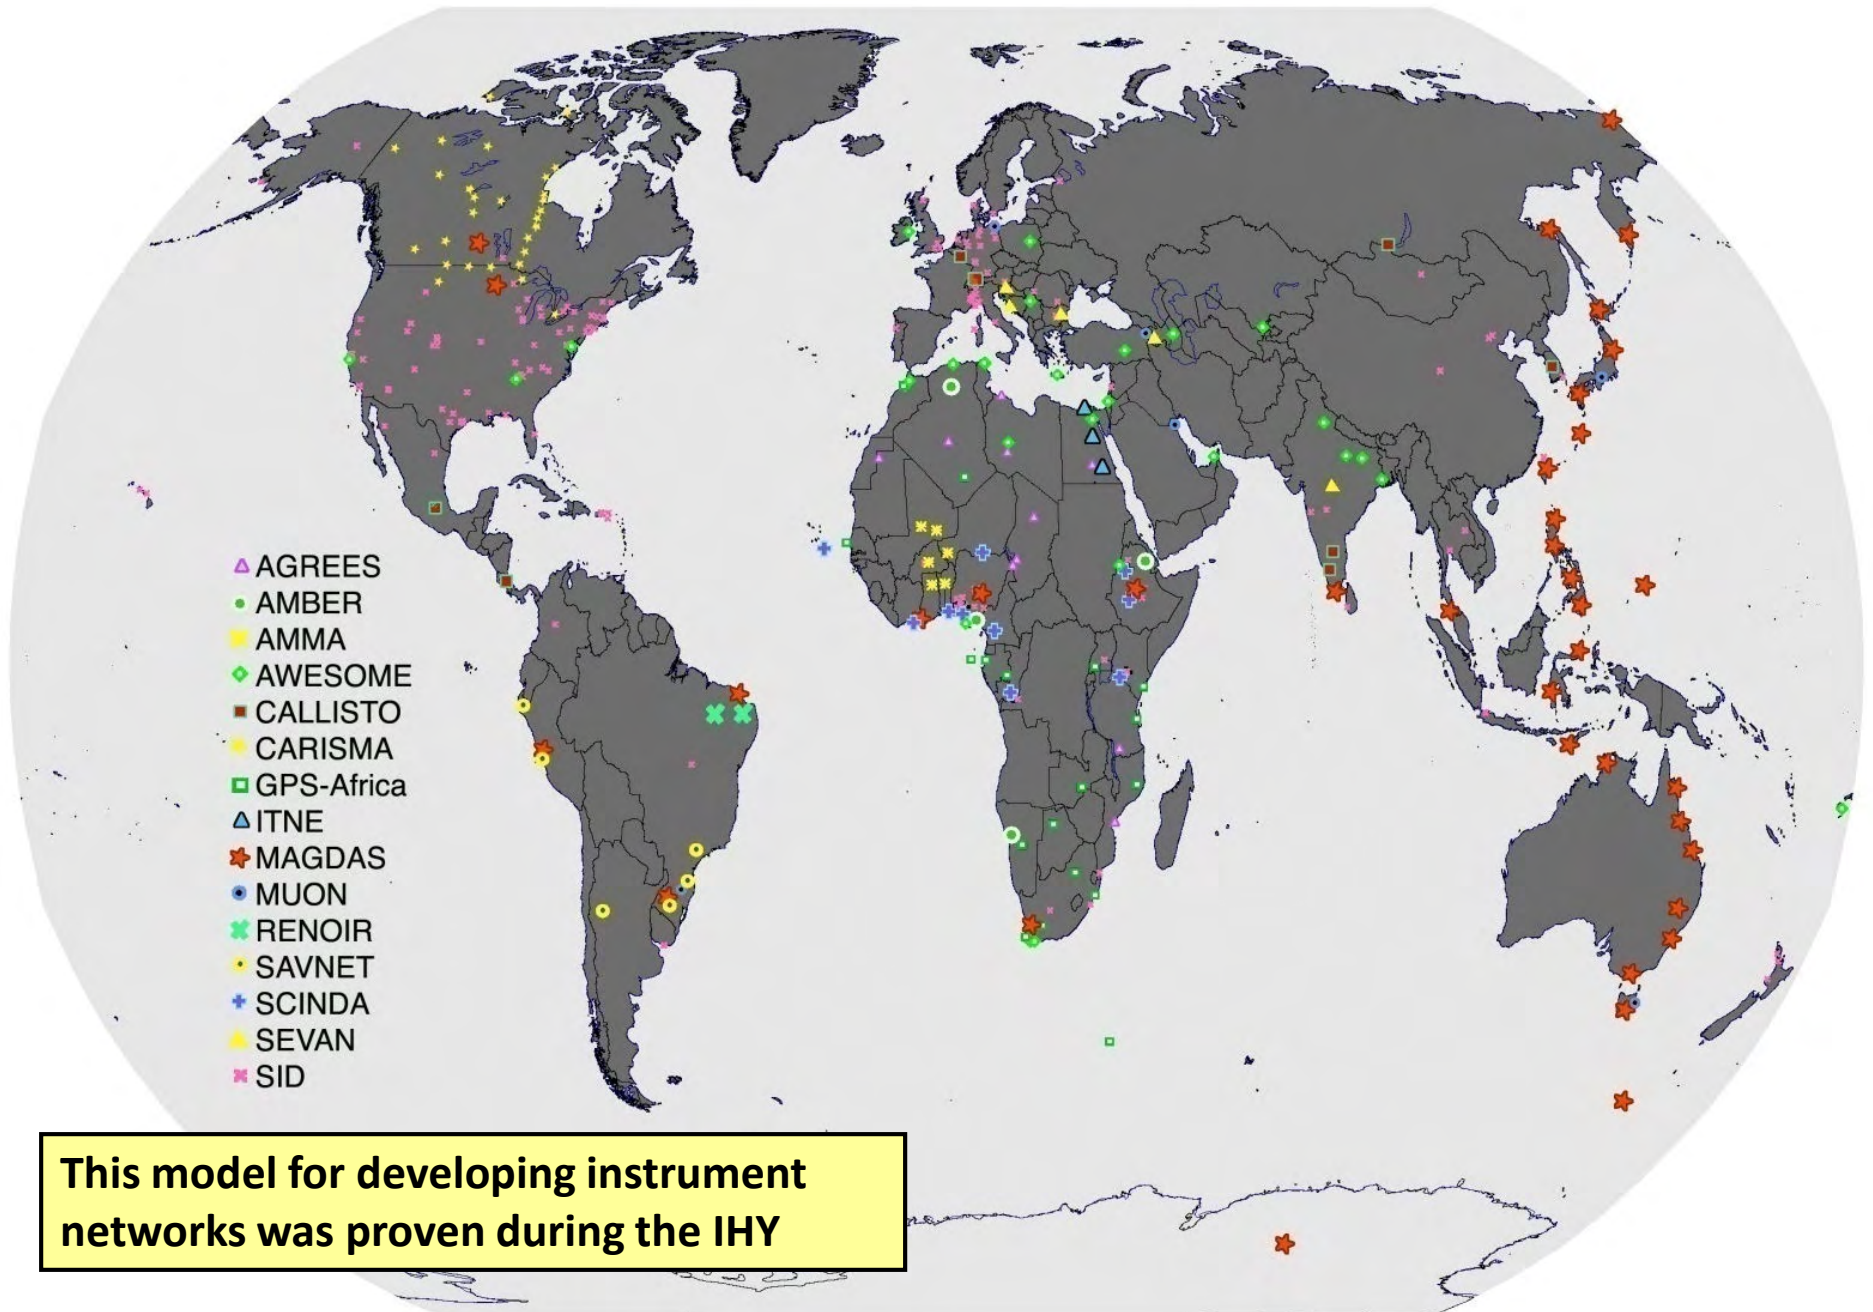 AGREES
AMBER
AMMA
AWESOME
CALLISTO
CARISMA
GPS-Africa
ITNE
MAGDAS
MUON
RENOIR
SAVNET
SCINDA
SEVAN
SID
This model for developing instrument
networks was proven during the IHY